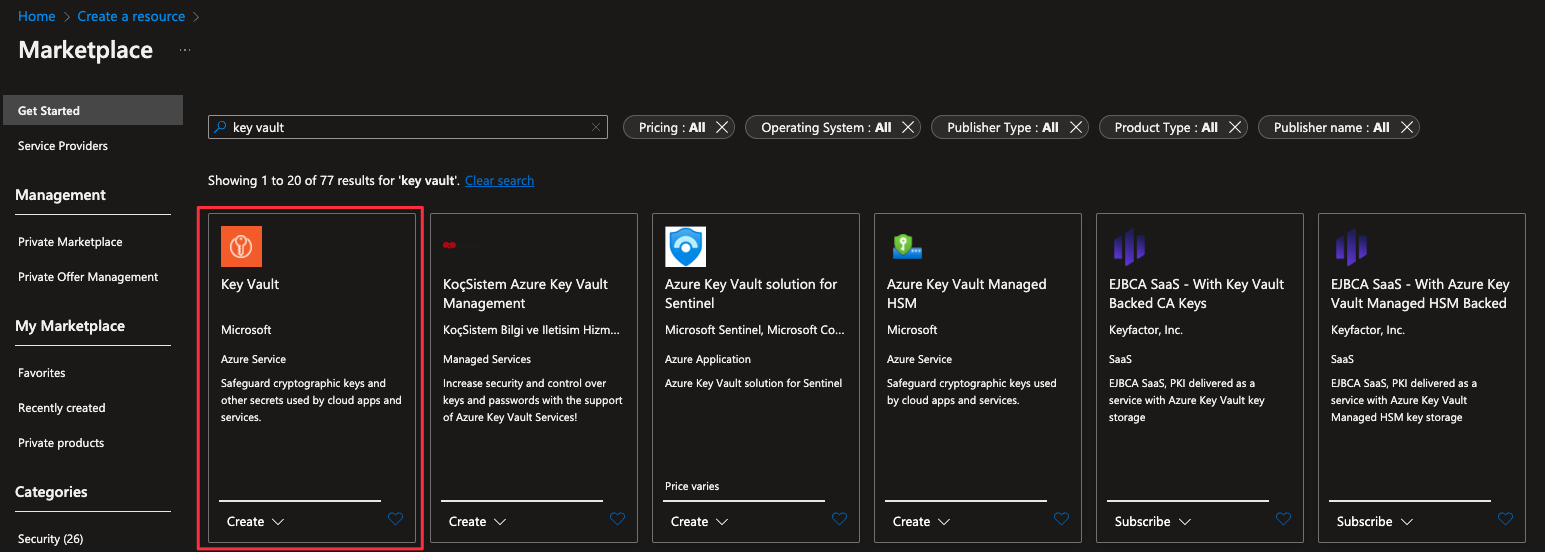 Home > Create a resource >
Marketplace ...
Get Started
Service Providers
Management
Private Marketplace
Private Offer Management
My Marketplace
Favorites
Recently created
Private products
Categories
Security (26)
key vault
Pricing : All
Operating System : All
Publisher Type : All
Product Type : All
Publisher name : All
Showing 1 to 20 of 77 results for 'key vault'. Clear search
Key Vault
Microsoft
Azure Service
Safeguard cryptographic keys and
other secrets used by cloud apps and
services.
Create
KoçSistem Azure Key Vault
Management
KoçSistem Bilgi ve Iletisim Hizm...
Managed Services
Increase security and control over
keys and passwords with the support
of Azure Key Vault Services!
Create
Azure Key Vault solution for
Sentinel
Microsoft Sentinel, Microsoft Co...
Azure Application
Azure Key Vault solution for Sentinel
Price varies
Create
Azure Key Vault Managed
HSM
Microsoft
Azure Service
Safeguard cryptographic keys used
by cloud apps and services.
Create
EJBCA SaaS - With Key Vault
Backed CA Keys
Keyfactor, Inc.
SaaS
EJBCA SaaS, PKI delivered as a
service with Azure Key Vault key
storage
Subscribe
EJBCA SaaS - With Azure Key
Vault Managed HSM Backed
Keyfactor, Inc.
SaaS
EJBCA SaaS, PKI delivered as a
service with Azure Key Vault
Managed HSM key storage
Subscribe